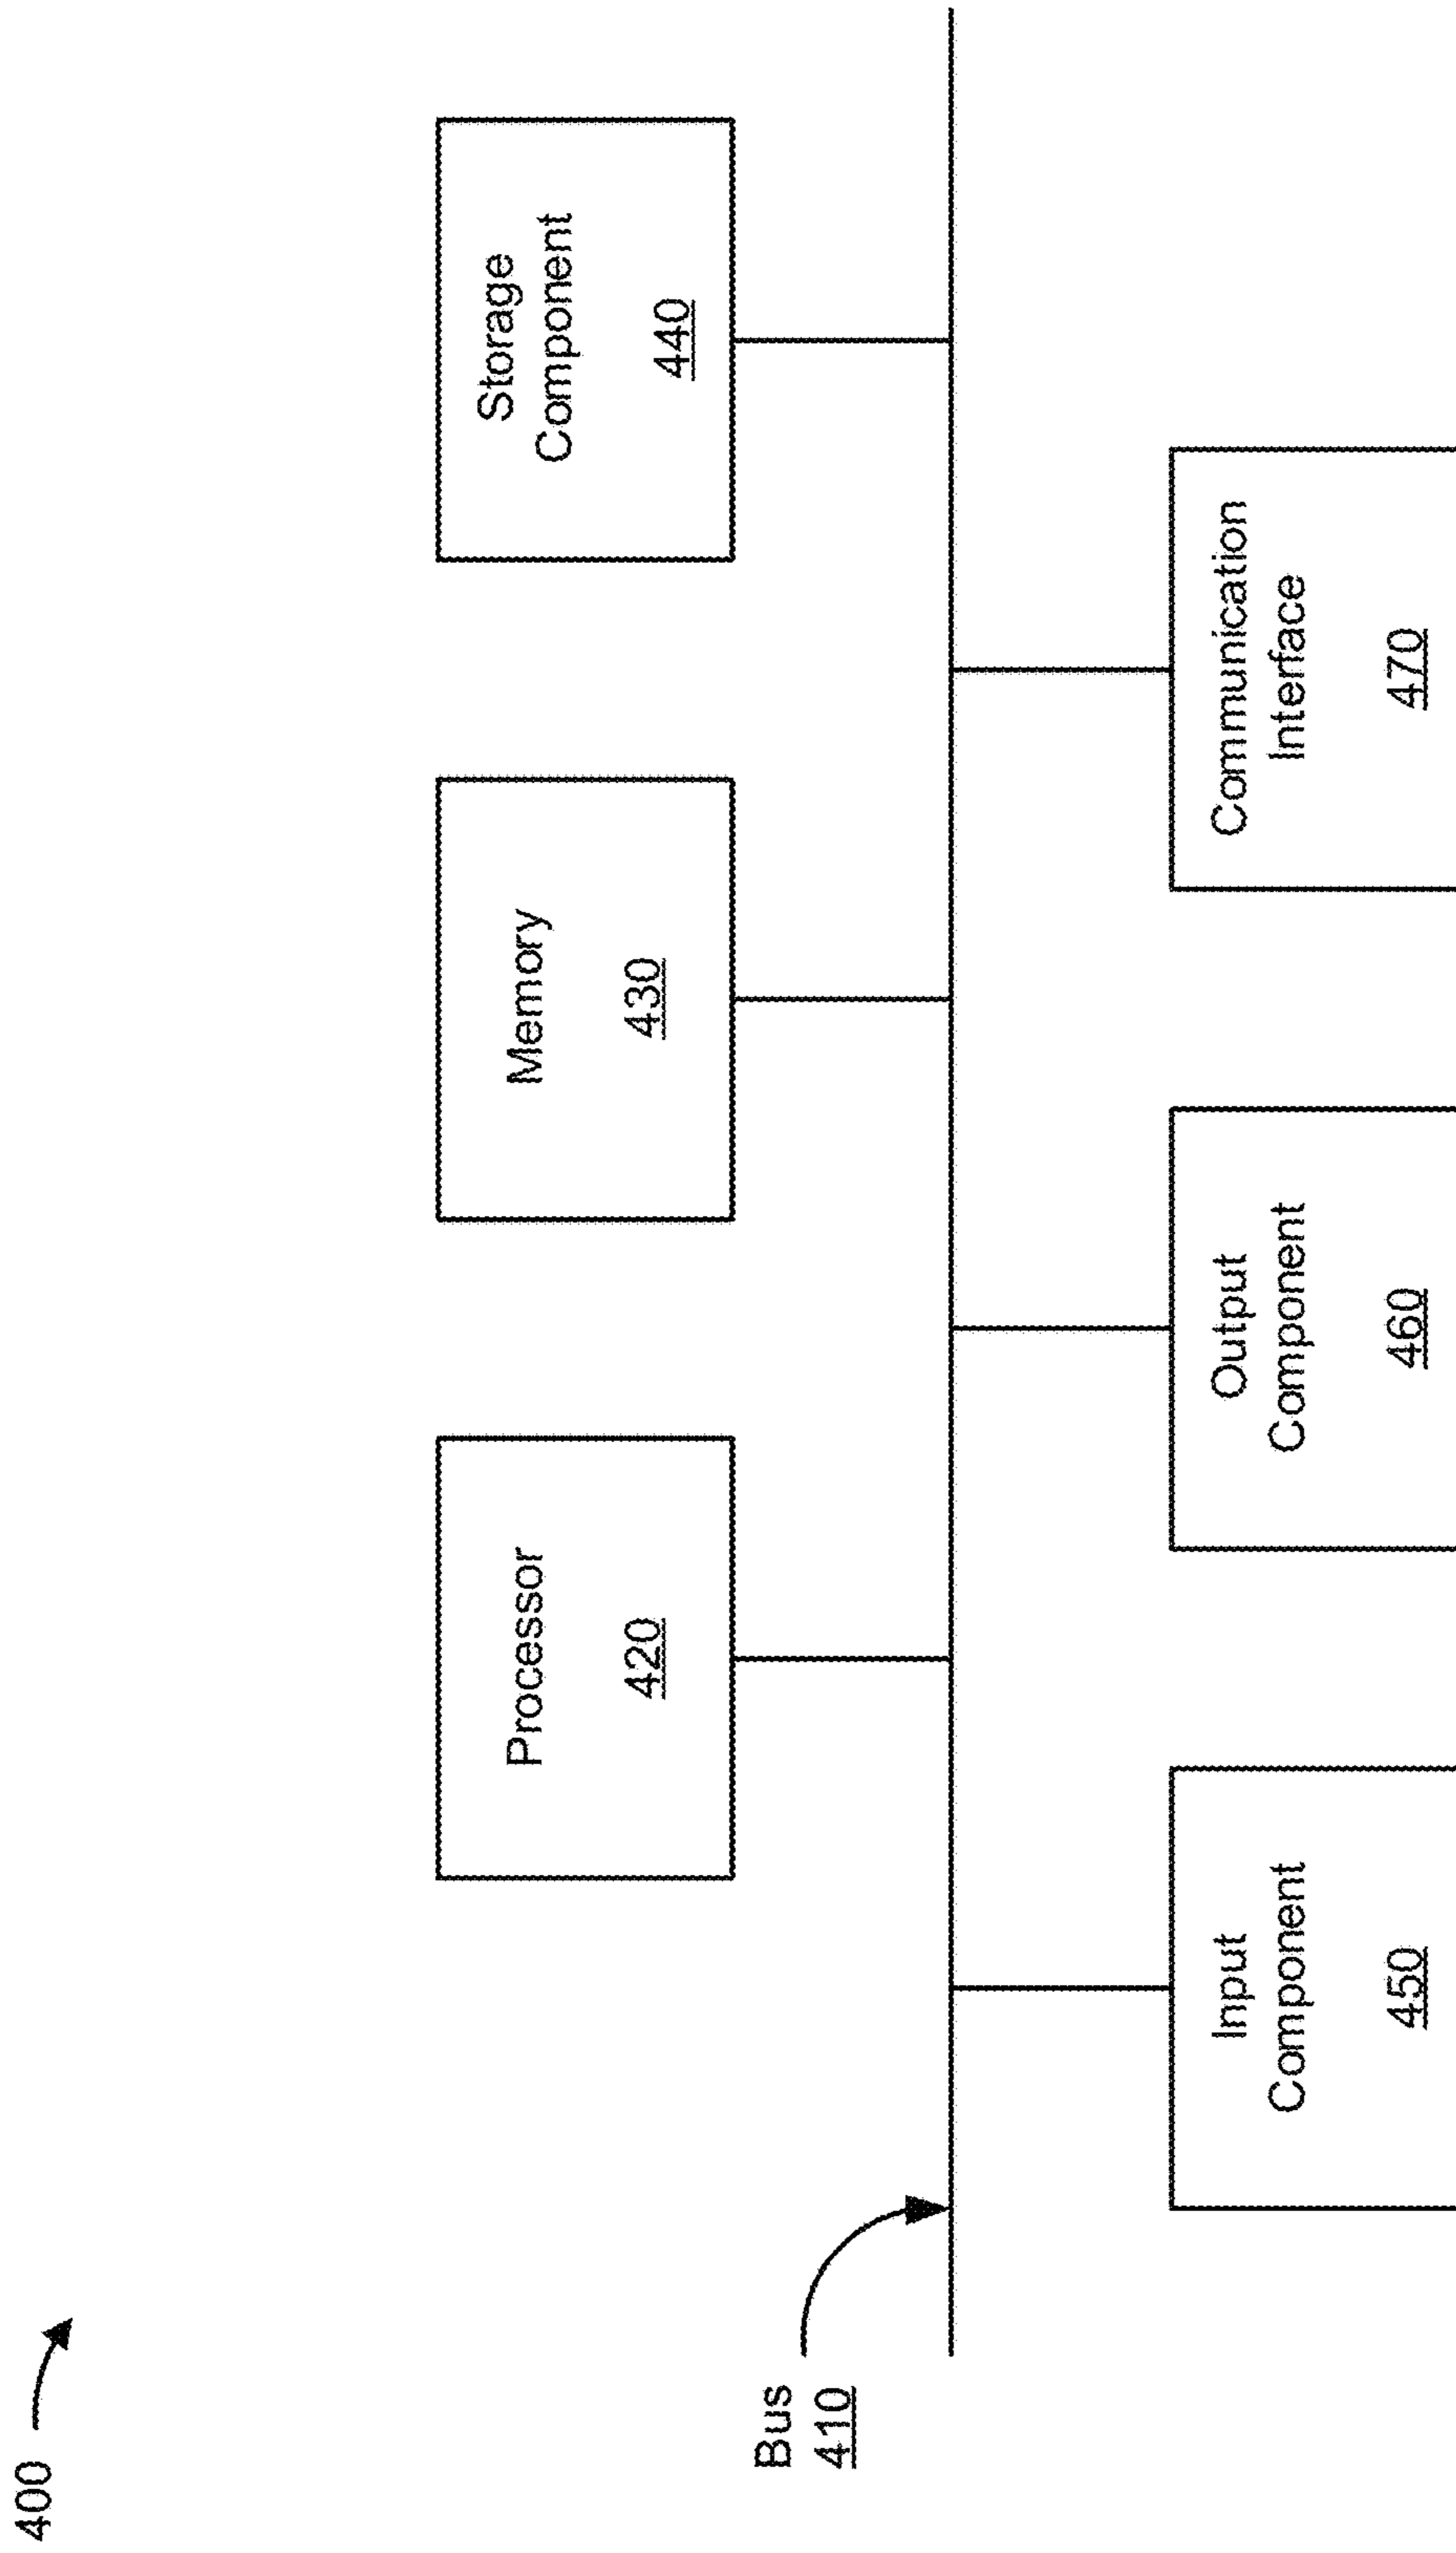 400
Processor
420
Memory
430
Storage
Component
440
Bus
410
Input
Component
450
Output
Component
460
Communication
Interface
470